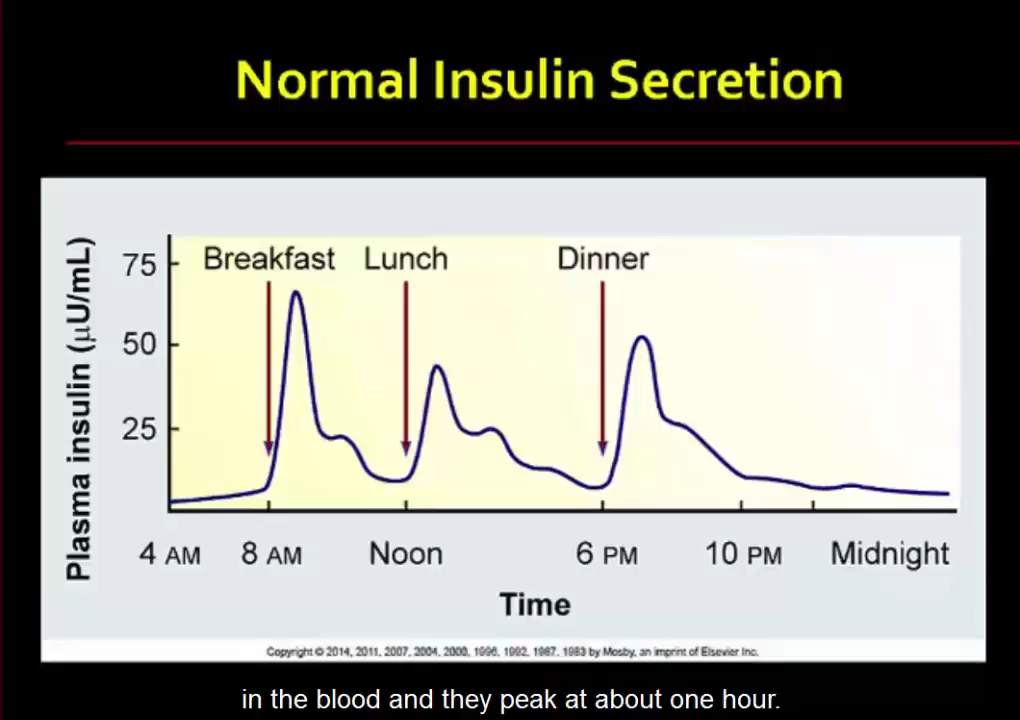 Normal Insulin Secretion
Plasma insulin (μU/mL)
75
50
25
Breakfast
Lunch
Dinner
4 AM
8 AM
Noon
6 PM
10 PM
Midnight
Time
Copyright © 2014, 2011, 2007, 2004, 2000, 1996, 1992, 1987, 1983 by Mosby, an imprint of Elsevier Inc.
in the blood and they peak at about one hour.